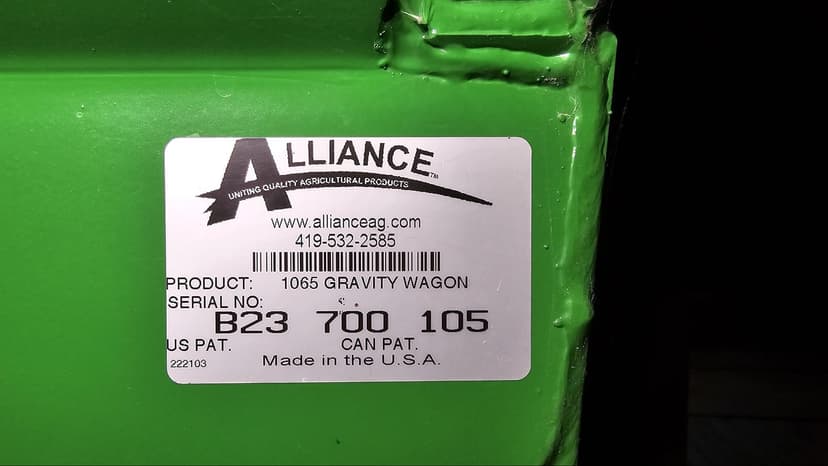 ALLIANCE™
UNITING QUALITY AGRICULTURAL PRODUCTS
www.allianceag.com
419-532-2585
PRODUCT: 1065 GRAVITY WAGON
SERIAL NO:
B23 700 105
US PAT. CAN PAT.
222103 Made in the U.S.A.